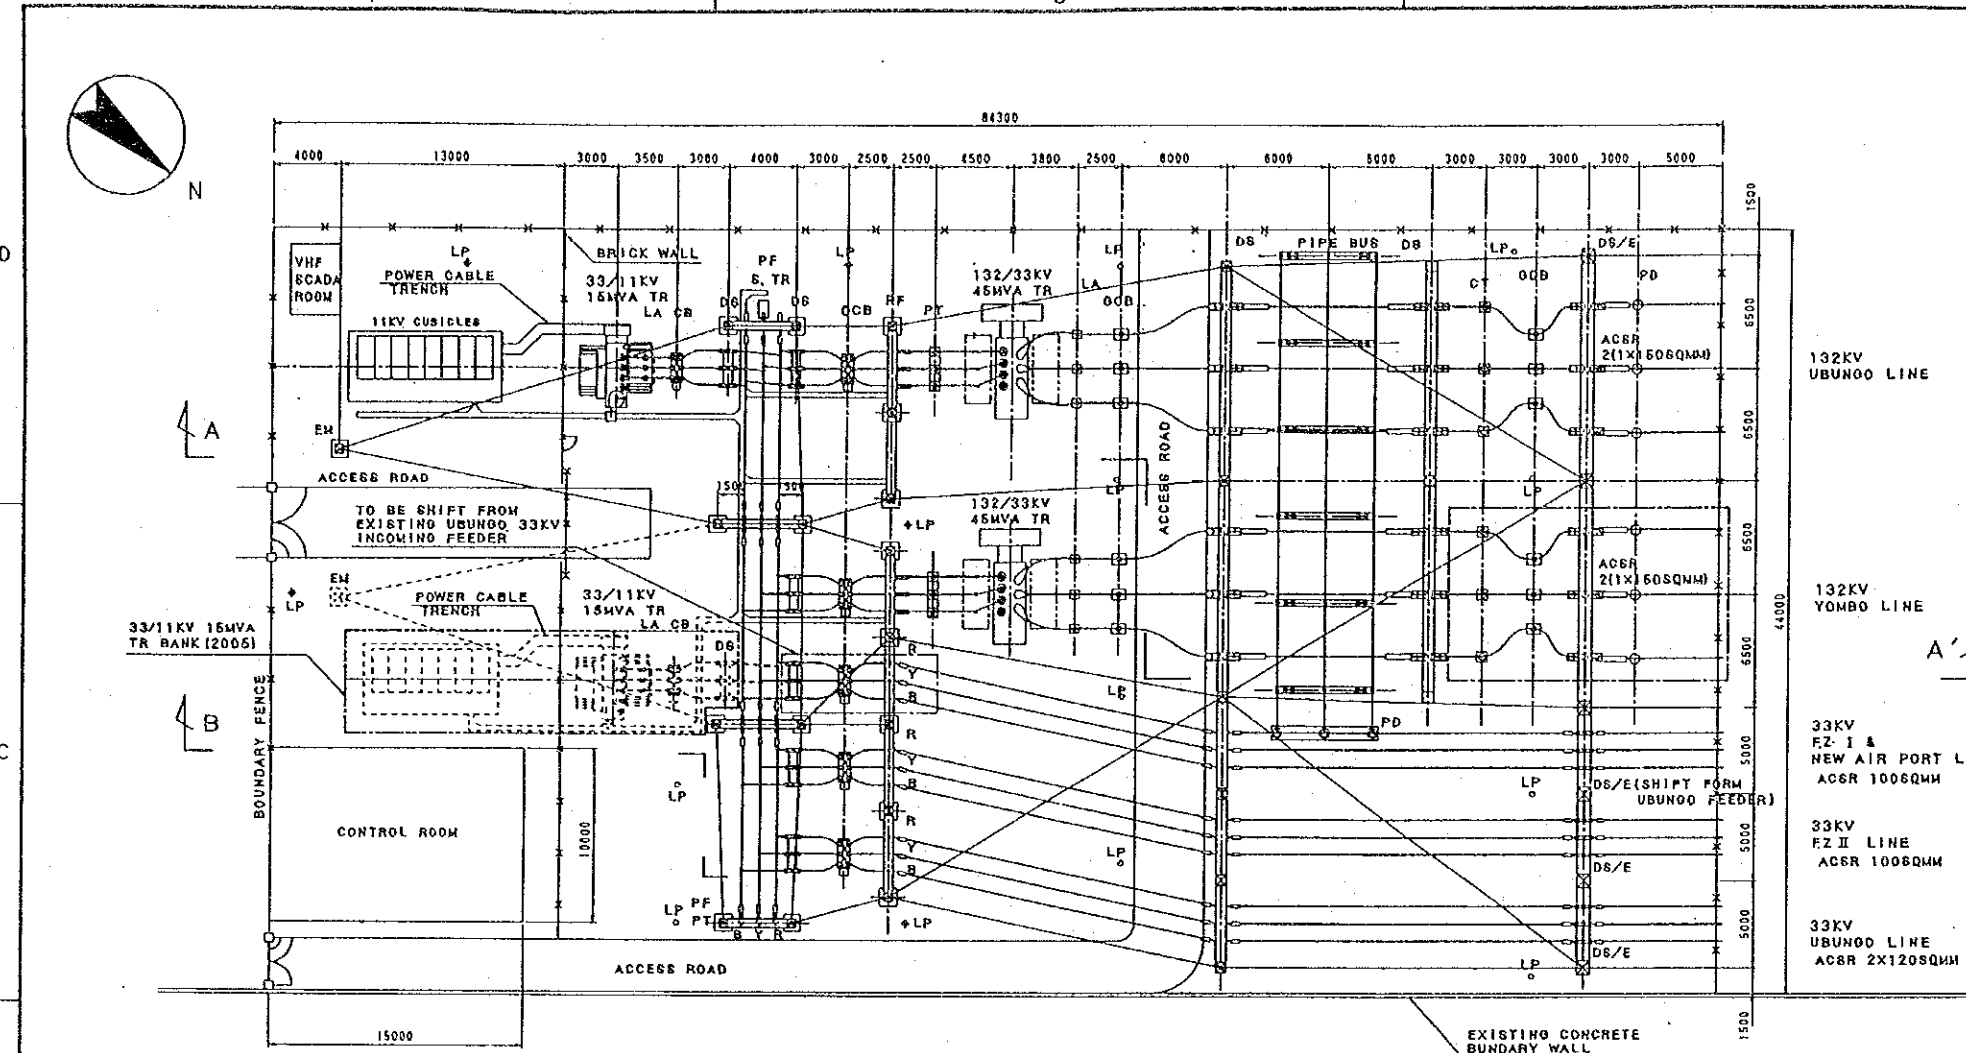 84300
4000 13000 3000 3500 3000 4000 3000 2500 2500 4500 3800 2500 8000 6000 5000 3000 3000 3000 3000 5000
N
D
1500
VHF
SCADA
ROOM
LP
BRICK WALL
POWER CABLE
TRENCH
11KV CUBICLES
33/11KV
15MVA TR
LA CB
PF
S. TR
DS
DS
LP
OCB
PF
PT
132/33KV
45MVA TR
LA
LP
OCB
DS
PIPE BUS
DS
LP
CT
OCB
DS/E
PD
6500
ACSR
2(1X150SQMM)
132KV
UBUNGO LINE
A
EM
ACCESS ROAD
6500
ACCESS ROAD
TO BE SHIFT FROM
EXISTING UBUNGO 33KV
INCOMING FEEDER
132/33KV
45MVA TR
LP
LP
LP
6500
EM
LP
POWER CABLE
TRENCH
33/11KV
15MVA TR
LA CB
DS
ACSR
2(1X150SQMM)
132KV
YOMBO LINE
44000
33/11KV 15MVA
TR BANK (2005)
6500
A'
R
Y
B
LP
B
BOUNDARY FENCE
PD
33KV
FZ I &
NEW AIR PORT L
ACSR 100SQMM
5000
C
R
Y
B
LP
LP
DS/E(SHIFT FORM
UBUNGO FEEDER)
CONTROL ROOM
10000
R
Y
B
LP
5000
33KV
FZ II LINE
ACSR 100SQMM
DS/E
LP
PF
PT
B Y R
LP
5000
33KV
UBUNGO LINE
ACSR 2X120SQMM
DS/E
LP
ACCESS ROAD
15000
1500
EXISTING CONCRETE
BUNDARY WALL